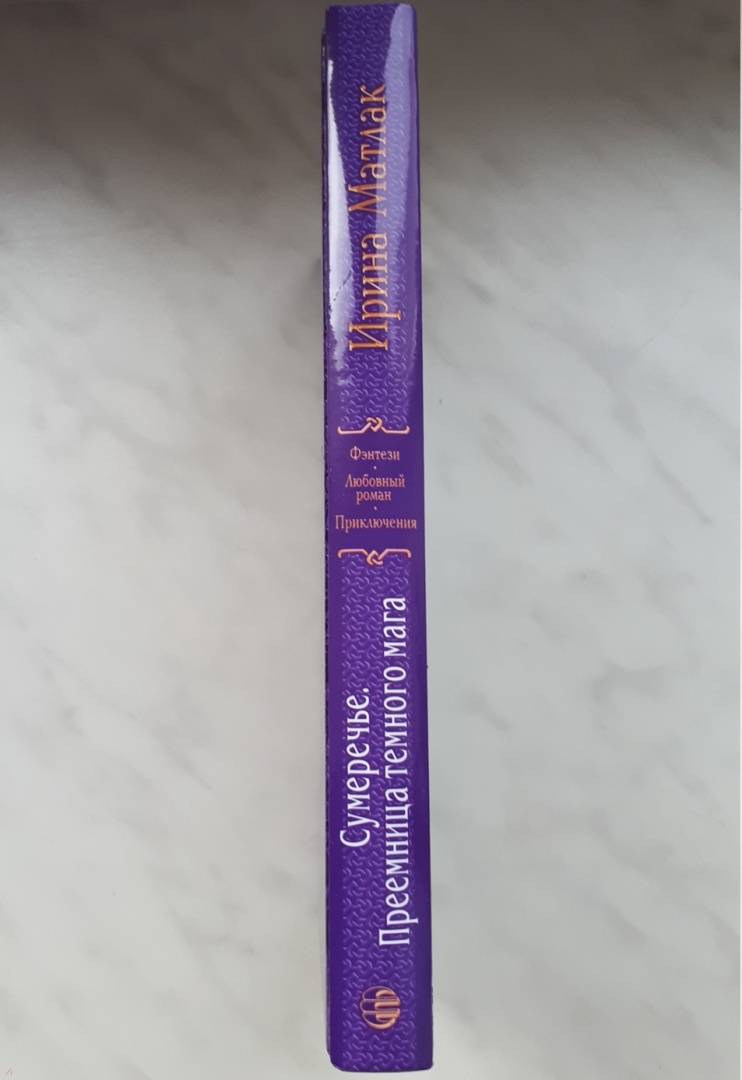 Ирина Матлак
Фэнтези
Любовный
роман
Приключения
Сумеречье.
Преемница темного мага